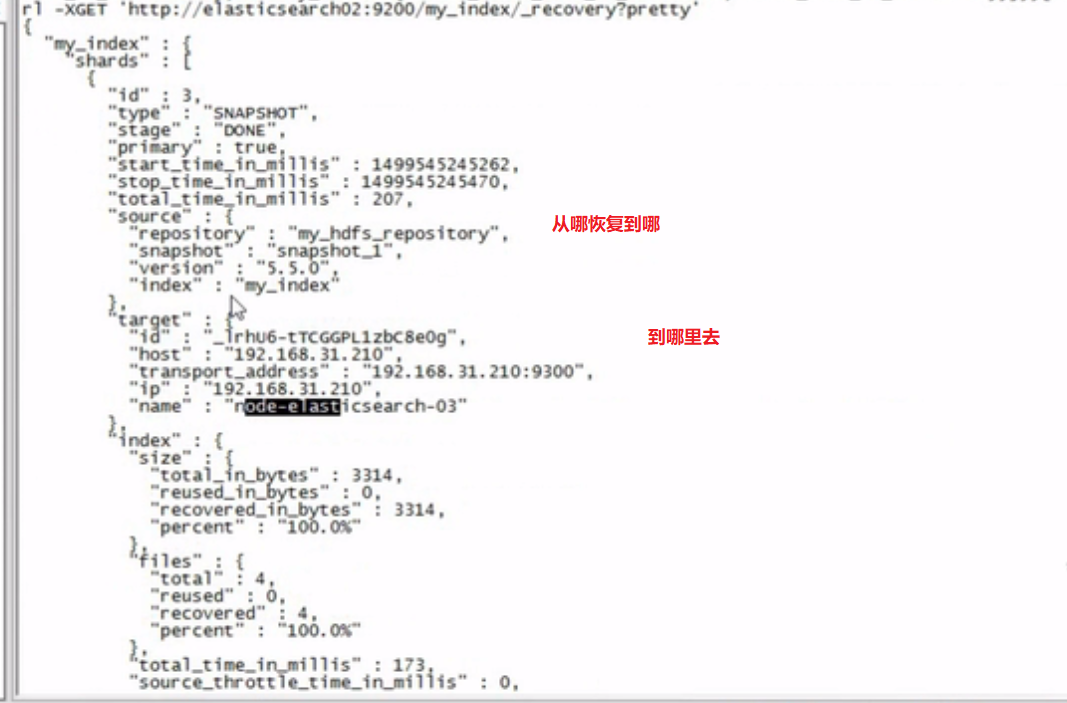 rl -XGET 'http://elasticsearch02:9200/my_index/_recovery?pretty'
{
"my_index" : {
"shards" : [
{
"id" : 3,
"type" : "SNAPSHOT",
"stage" : "DONE",
"primary" : true,
"start_time_in_millis" : 1499545245262,
"stop_time_in_millis" : 1499545245470,
"total_time_in_millis" : 207,
"source" : {
从哪恢复到哪
"repository" : "my_hdfs_repository",
"snapshot" : "snapshot_1",
"version" : "5.5.0",
"index" : "my_index"
},
"target" : {
"id" : "_lrhU6-tTCGGPL1zbC8e0g",
到哪里去
"host" : "192.168.31.210",
"transport_address" : "192.168.31.210:9300",
"ip" : "192.168.31.210",
"name" : "node-elasticsearch-03"
},
"index" : {
"size" : {
"total_in_bytes" : 3314,
"reused_in_bytes" : 0,
"recovered_in_bytes" : 3314,
"percent" : "100.0%"
},
"files" : {
"total" : 4,
"reused" : 0,
"recovered" : 4,
"percent" : "100.0%"
},
"total_time_in_millis" : 173,
"source_throttle_time_in_millis" : 0,